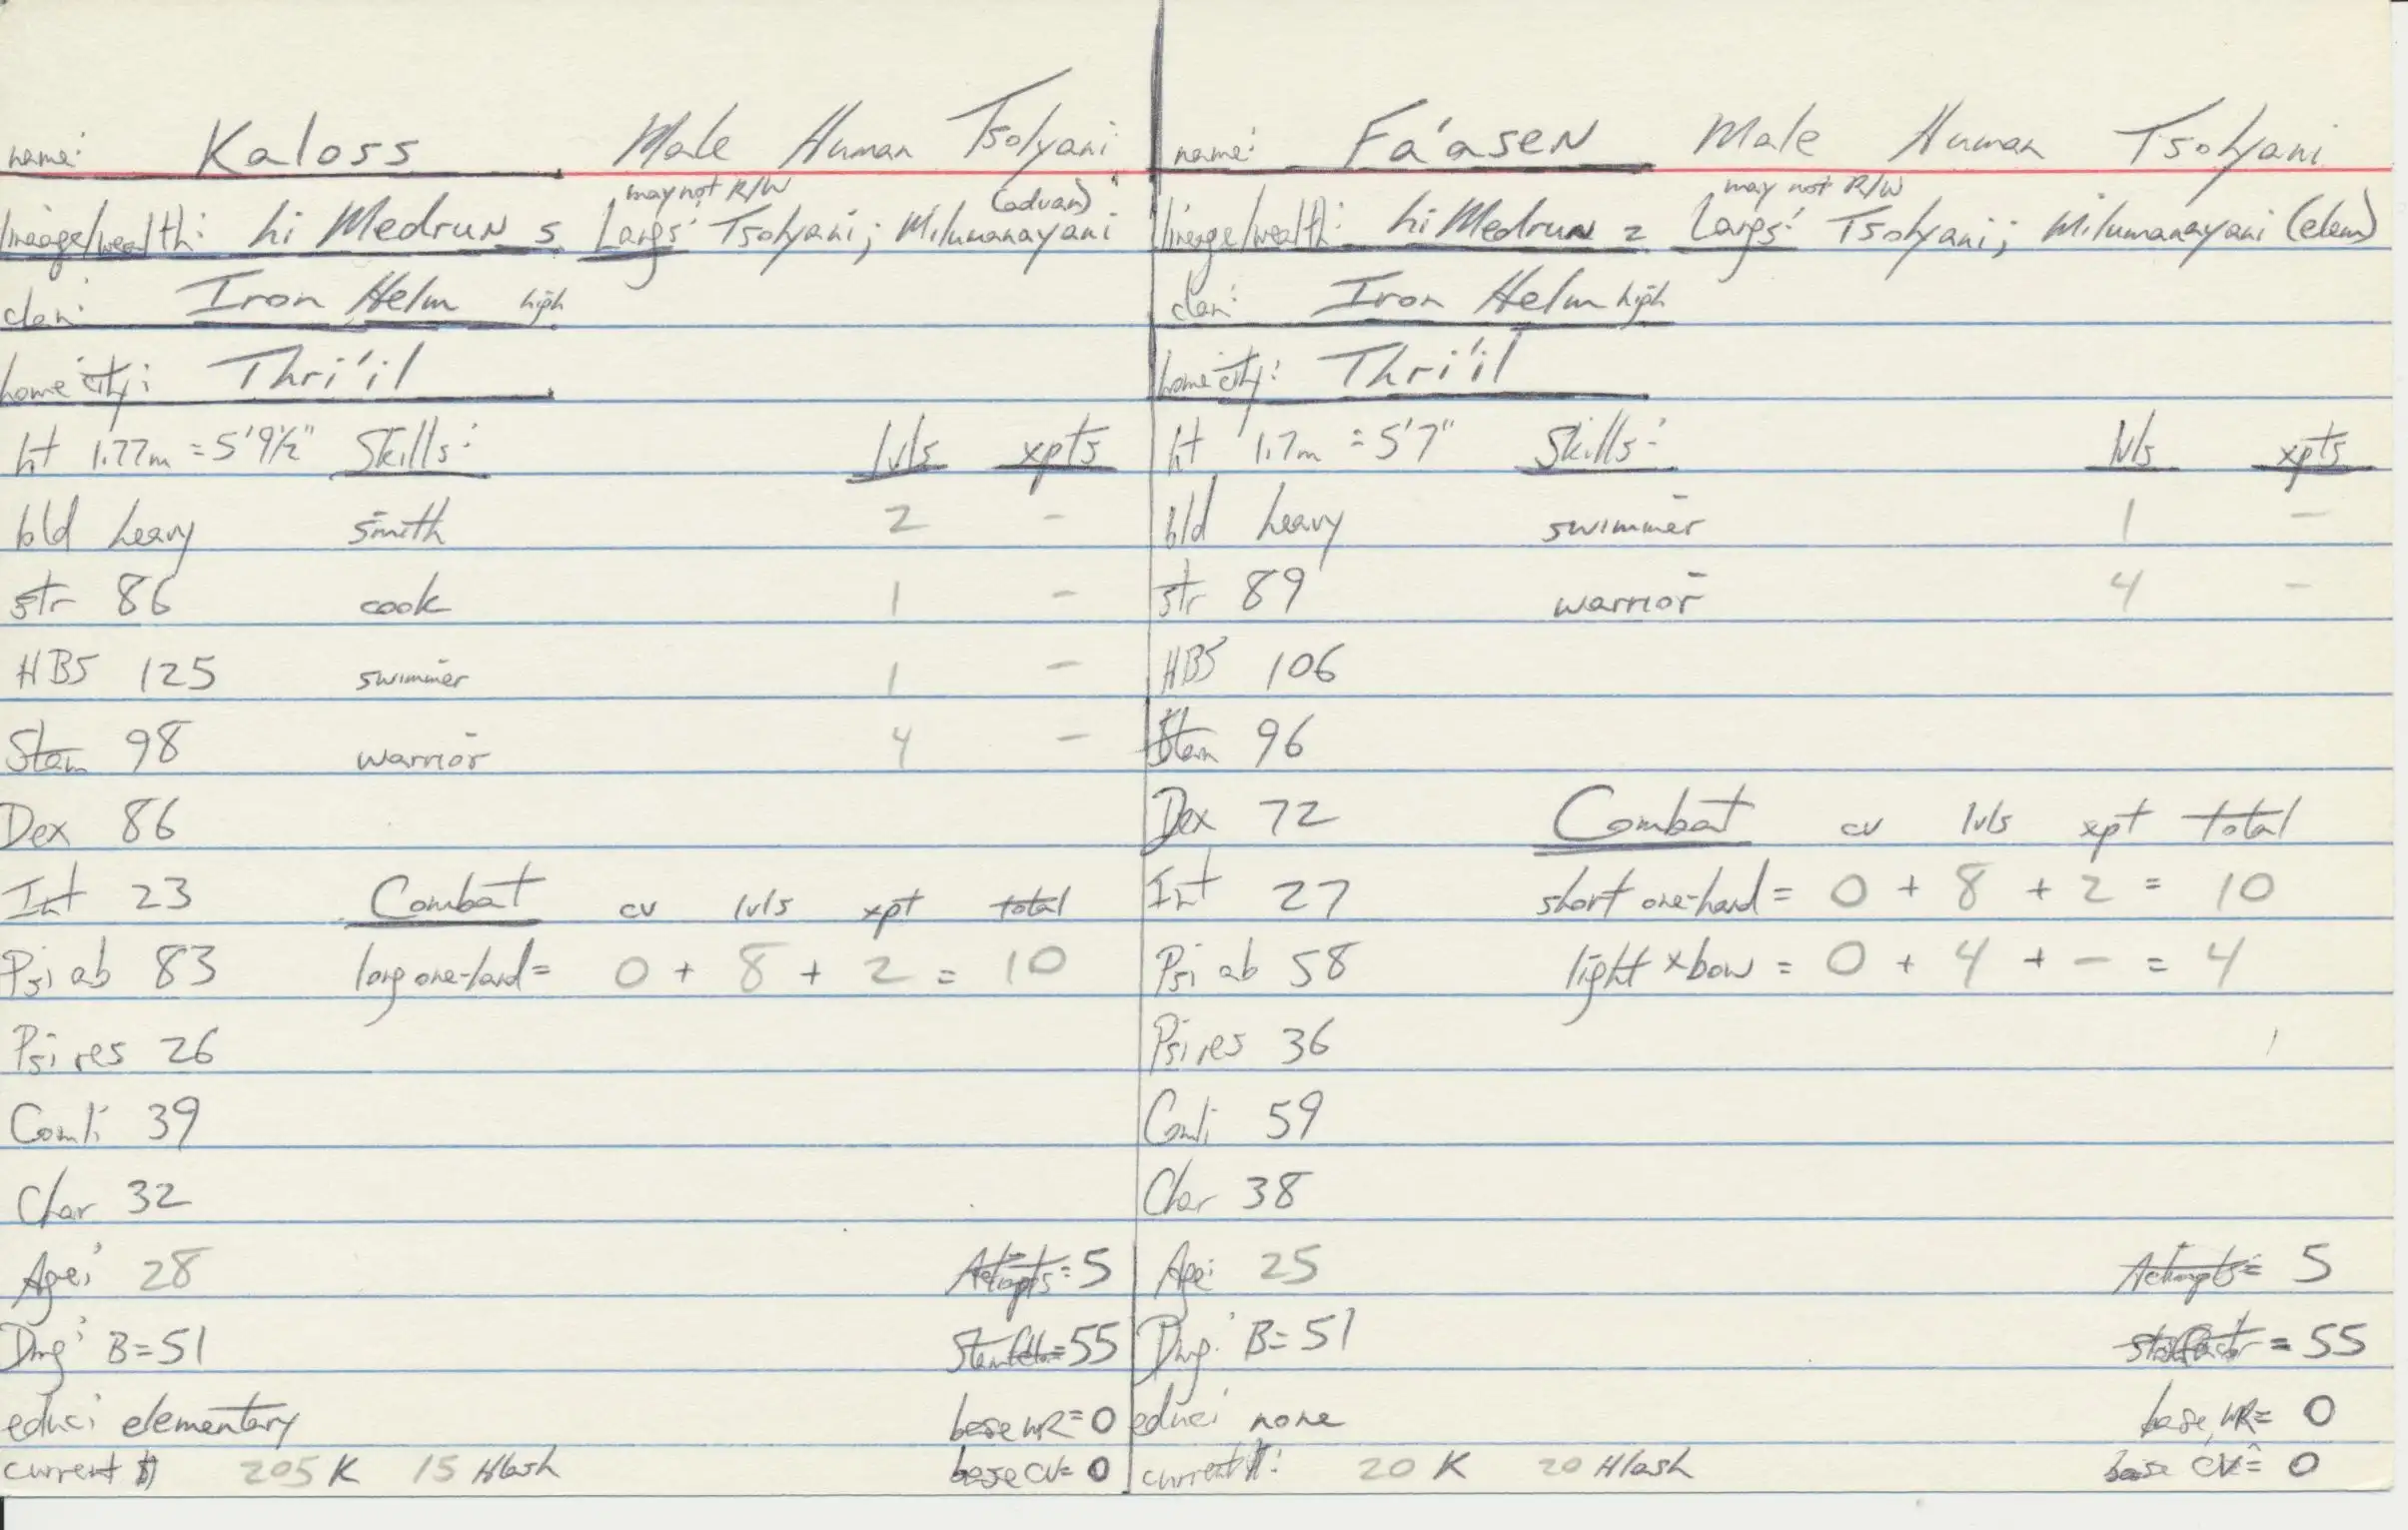 name: Kaloss Male Human Tsolyani
may not R/W (advan)
lineage/wealth: hi Medrun 5 Langs: Tsolyani; Milumanayani
clan: Iron Helm high
home city: Thri'il
ht 1.77m = 5'9½" Skills: lvls xpts
bld heavy smith 2 -
str 86 cook 1 -
HBS 125 swimmer 1 -
Stam 98 warrior 4 -
Dex 86
Int 23 Combat cv lvls xpt total
Psi ab 83 long one-hand = 0 + 8 + 2 = 10
Psi res 26
Comli 39
Char 32
Age: 28 Attmpts = 5
Dmg: B=51 = 55
educ: elementary base WR = 0
current $ 205 K 15 Hlash base CV = 0
name: Fa'asen Male Human Tsolyani
may not R/W
lineage/wealth: hi Medrun 2 Langs: Tsolyani; Milumanayani (elem)
clan: Iron Helm high
home city: Thri'il
ht 1.7m = 5'7" Skills: lvls xpts
bld heavy swimmer 1 -
str 89 warrior 4 -
HBS 106
Stam 96
Dex 72 Combat cv lvls xpt total
Int 27 short one-hand = 0 + 8 + 2 = 10
Psi ab 58 light xbow = 0 + 4 + - = 4
Psi res 36
Comli 59
Char 38
Age: 25 = 5
Dmg: B=51 = 55
educ: none base WR = 0
current $: 20 K 20 Hlash base CV = 0